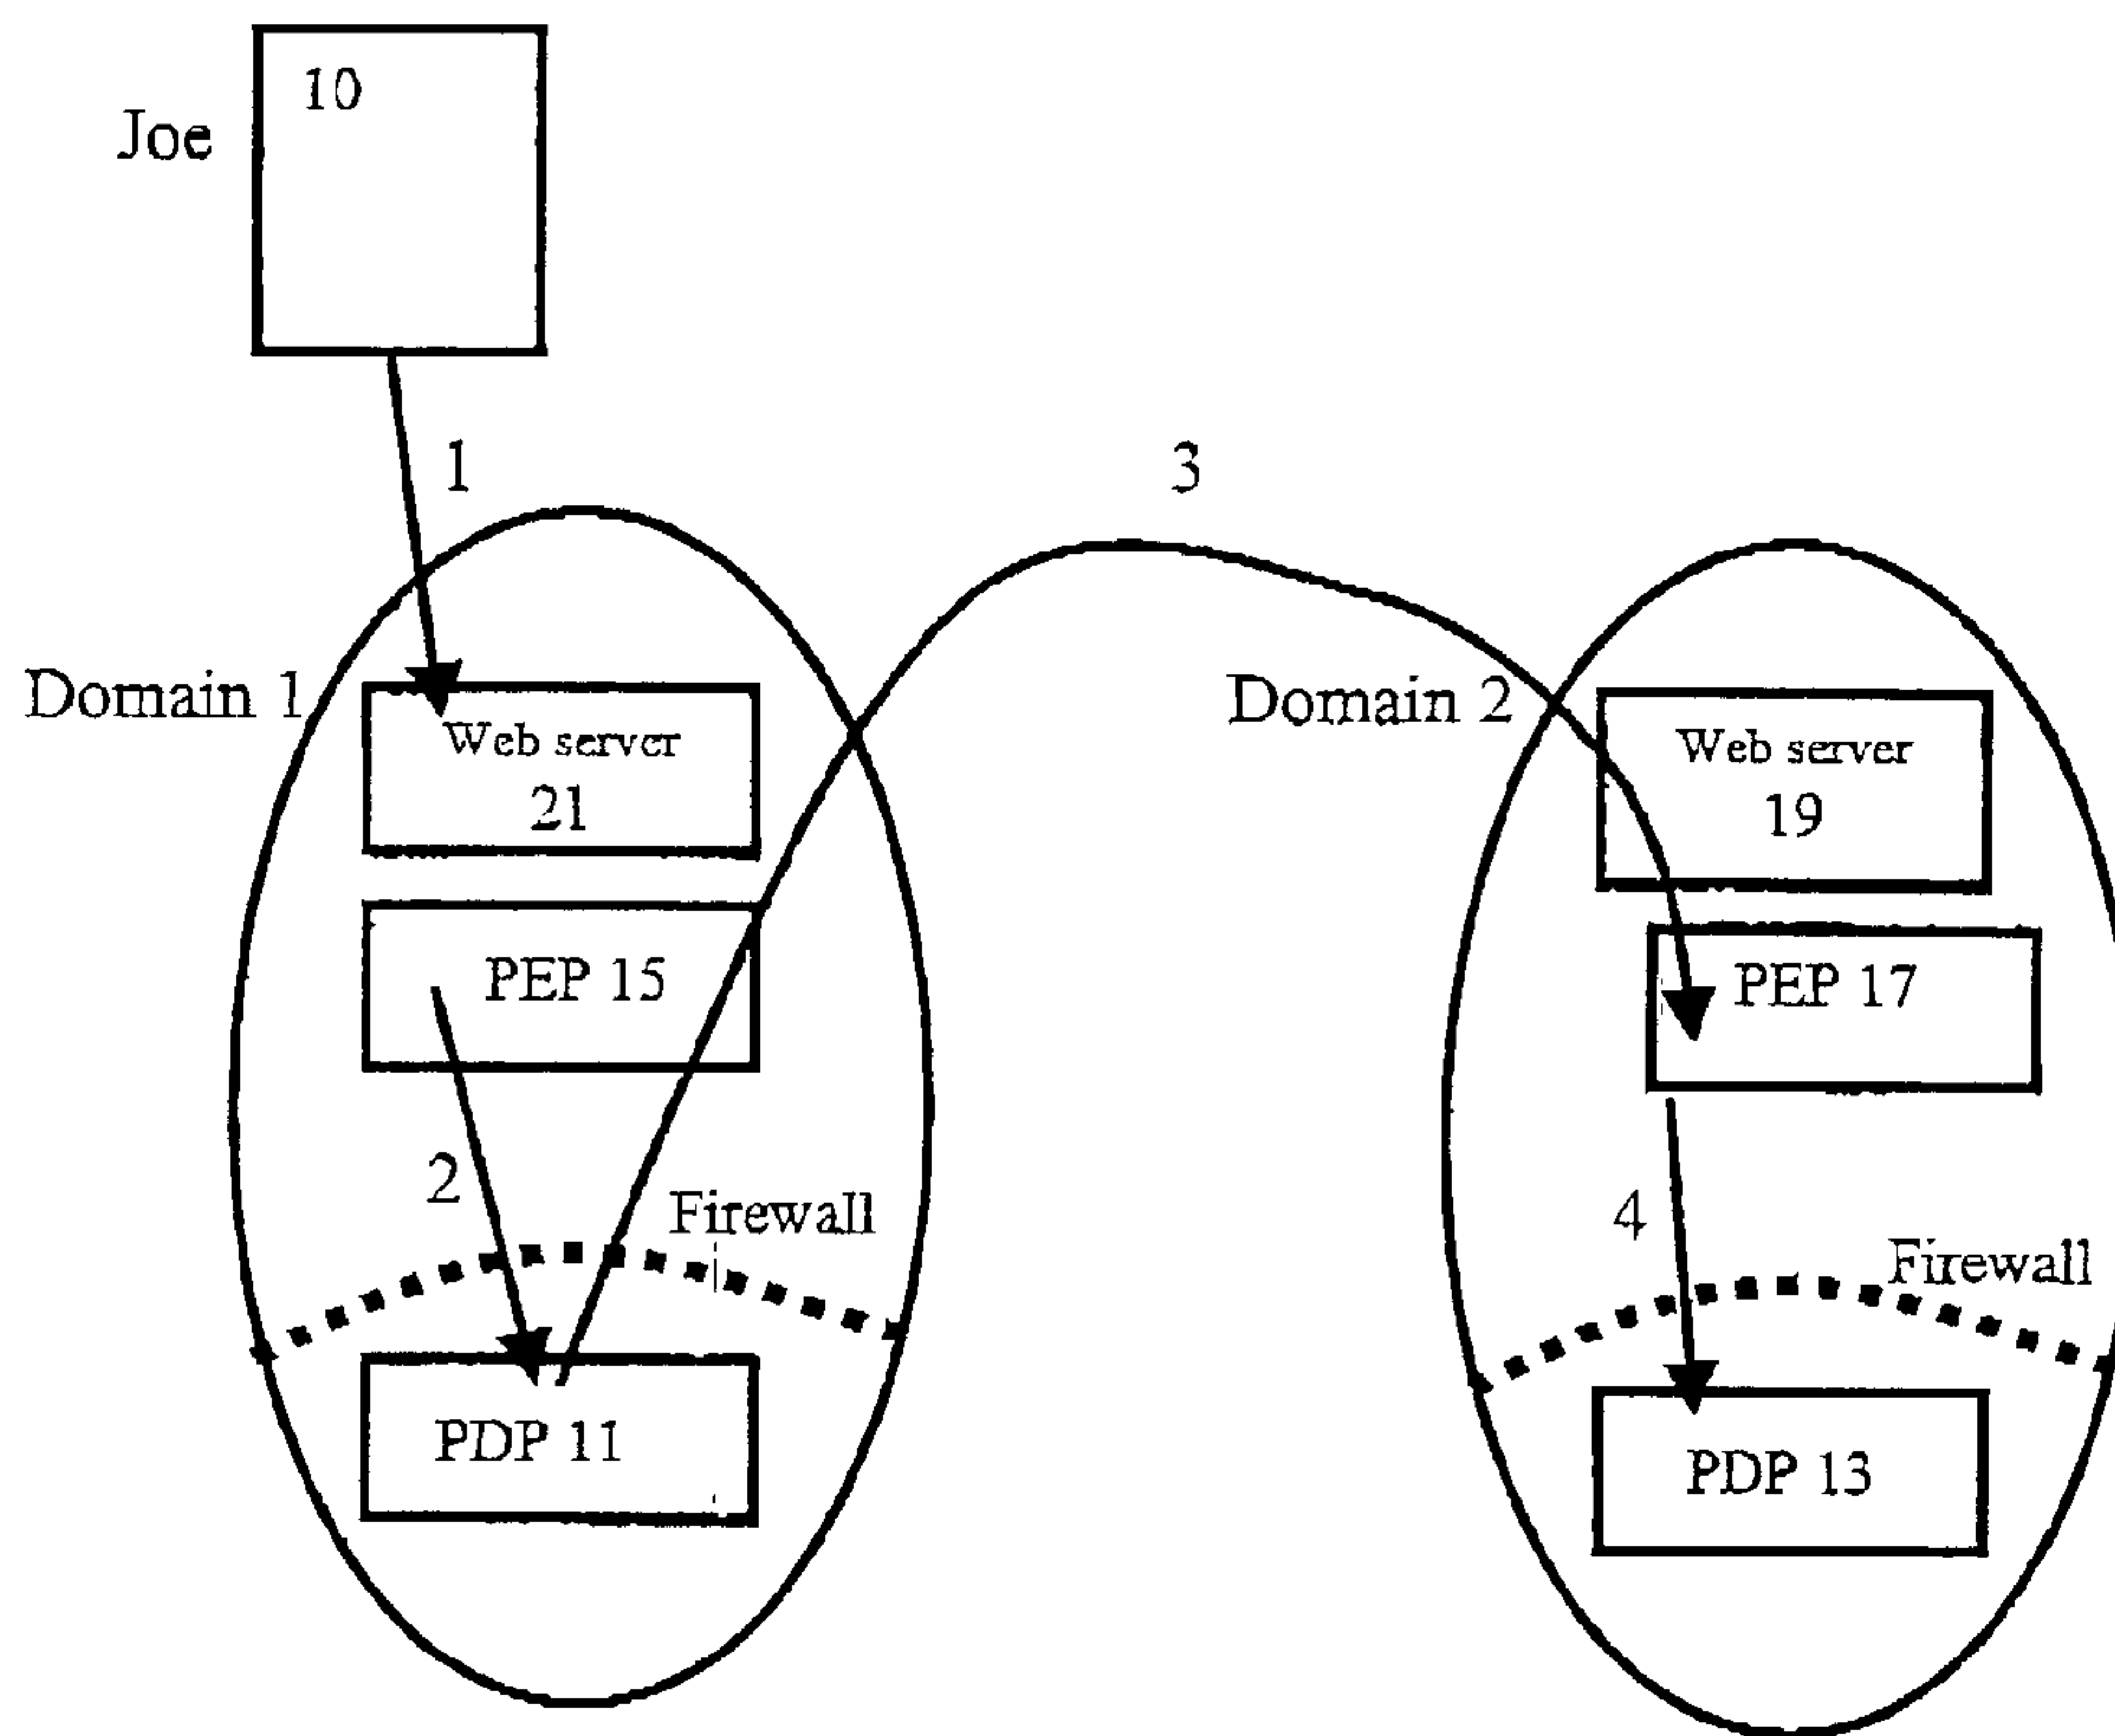 10
Joe
1
3
Domain 1
Domain 2
Web server
21
Web server
19
PEP 15
PEP 17
2
Firewall
4
Firewall
PDP 11
PDP 13